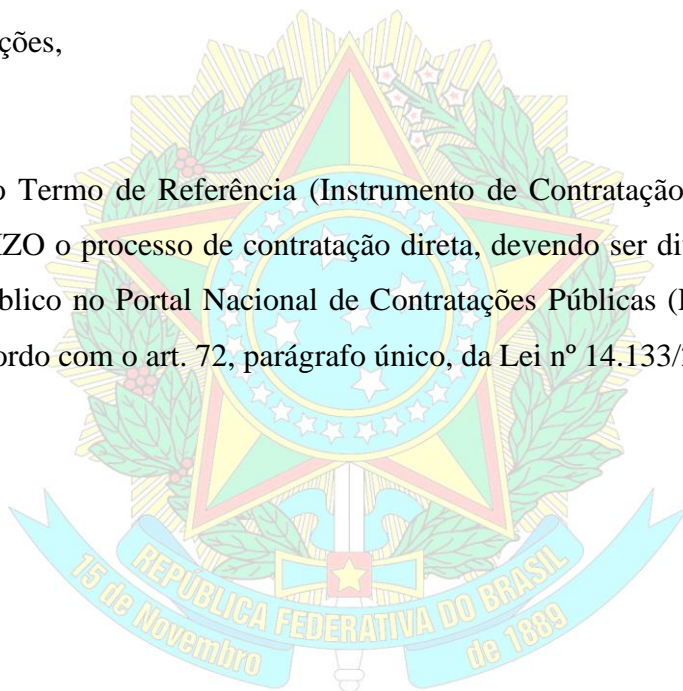 ções,
o Termo de Referência (Instrumento de Contratação
IZO o processo de contratação direta, devendo ser di
blico no Portal Nacional de Contratações Públicas (
ordo com o art. 72, parágrafo único, da Lei nº 14.133/
REPÚBLICA FEDERATIVA DO BRASIL
15 de Novembro de 1889